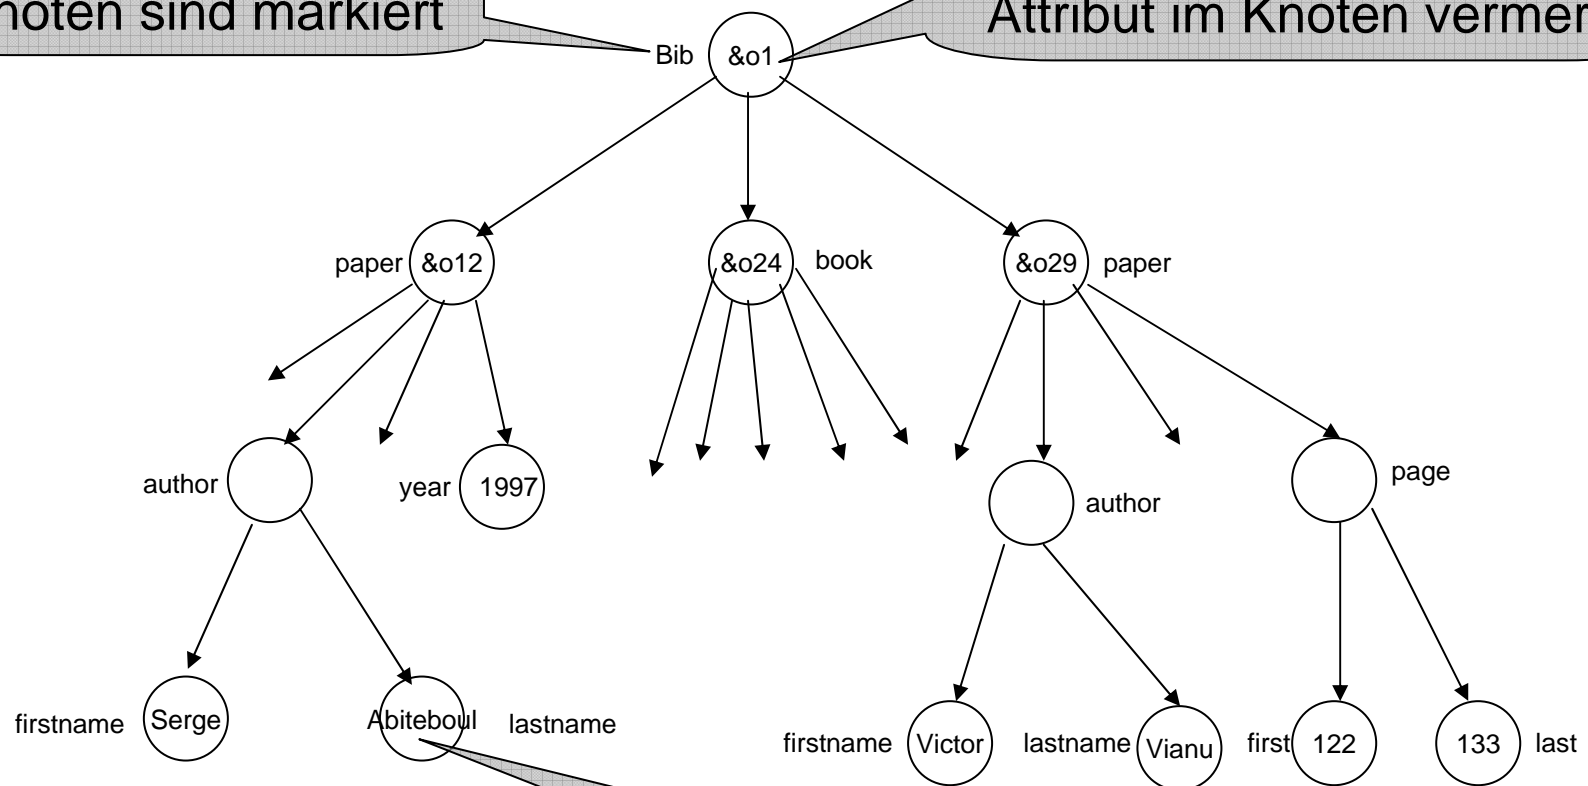 noten sind markiert
Attribut im Knoten vermer
Bib &o1
paper &o12 &o24 book &o29 paper
author year 1997 author page
firstname Serge Abiteboul lastname firstname Victor lastname Vianu first 122 133 last